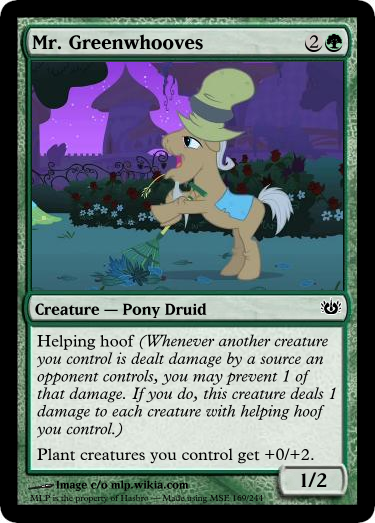 Mr. Greenwhooves 2
Creature — Pony Druid
Helping hoof (Whenever another creature
you control is dealt damage by a source an
opponent controls, you may prevent 1 of
that damage. If you do, this creature deals 1
damage to each creature with helping hoof
you control.)
Plant creatures you control get +0/+2.
1/2
Image c/o mlp.wikia.com
MLP is the property of Hasbro — Made using MSE 169/244